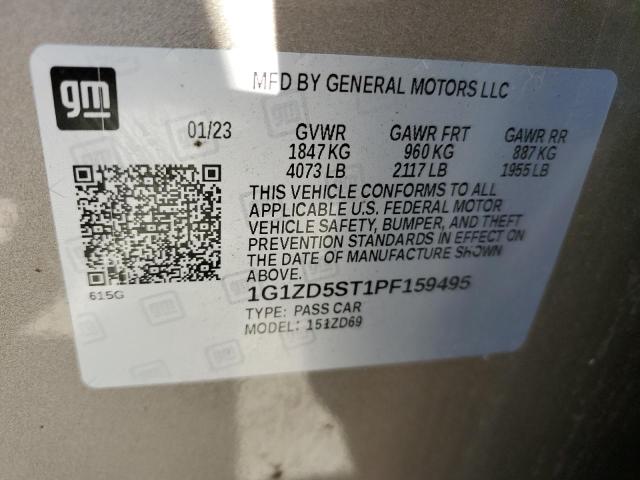 gm
MFD BY GENERAL MOTORS LLC
01/23 GVWR GAWR FRT GAWR RR
1847 KG 960 KG 887 KG
4073 LB 2117 LB 1955 LB
THIS VEHICLE CONFORMS TO ALL
APPLICABLE U.S. FEDERAL MOTOR
VEHICLE SAFETY, BUMPER, AND THEFT
PREVENTION STANDARDS IN EFFECT ON
THE DATE OF MANUFACTURE SHOWN
ABOVE.
615G
1G1ZD5ST1PF159495
TYPE: PASS CAR
MODEL: 151ZD69